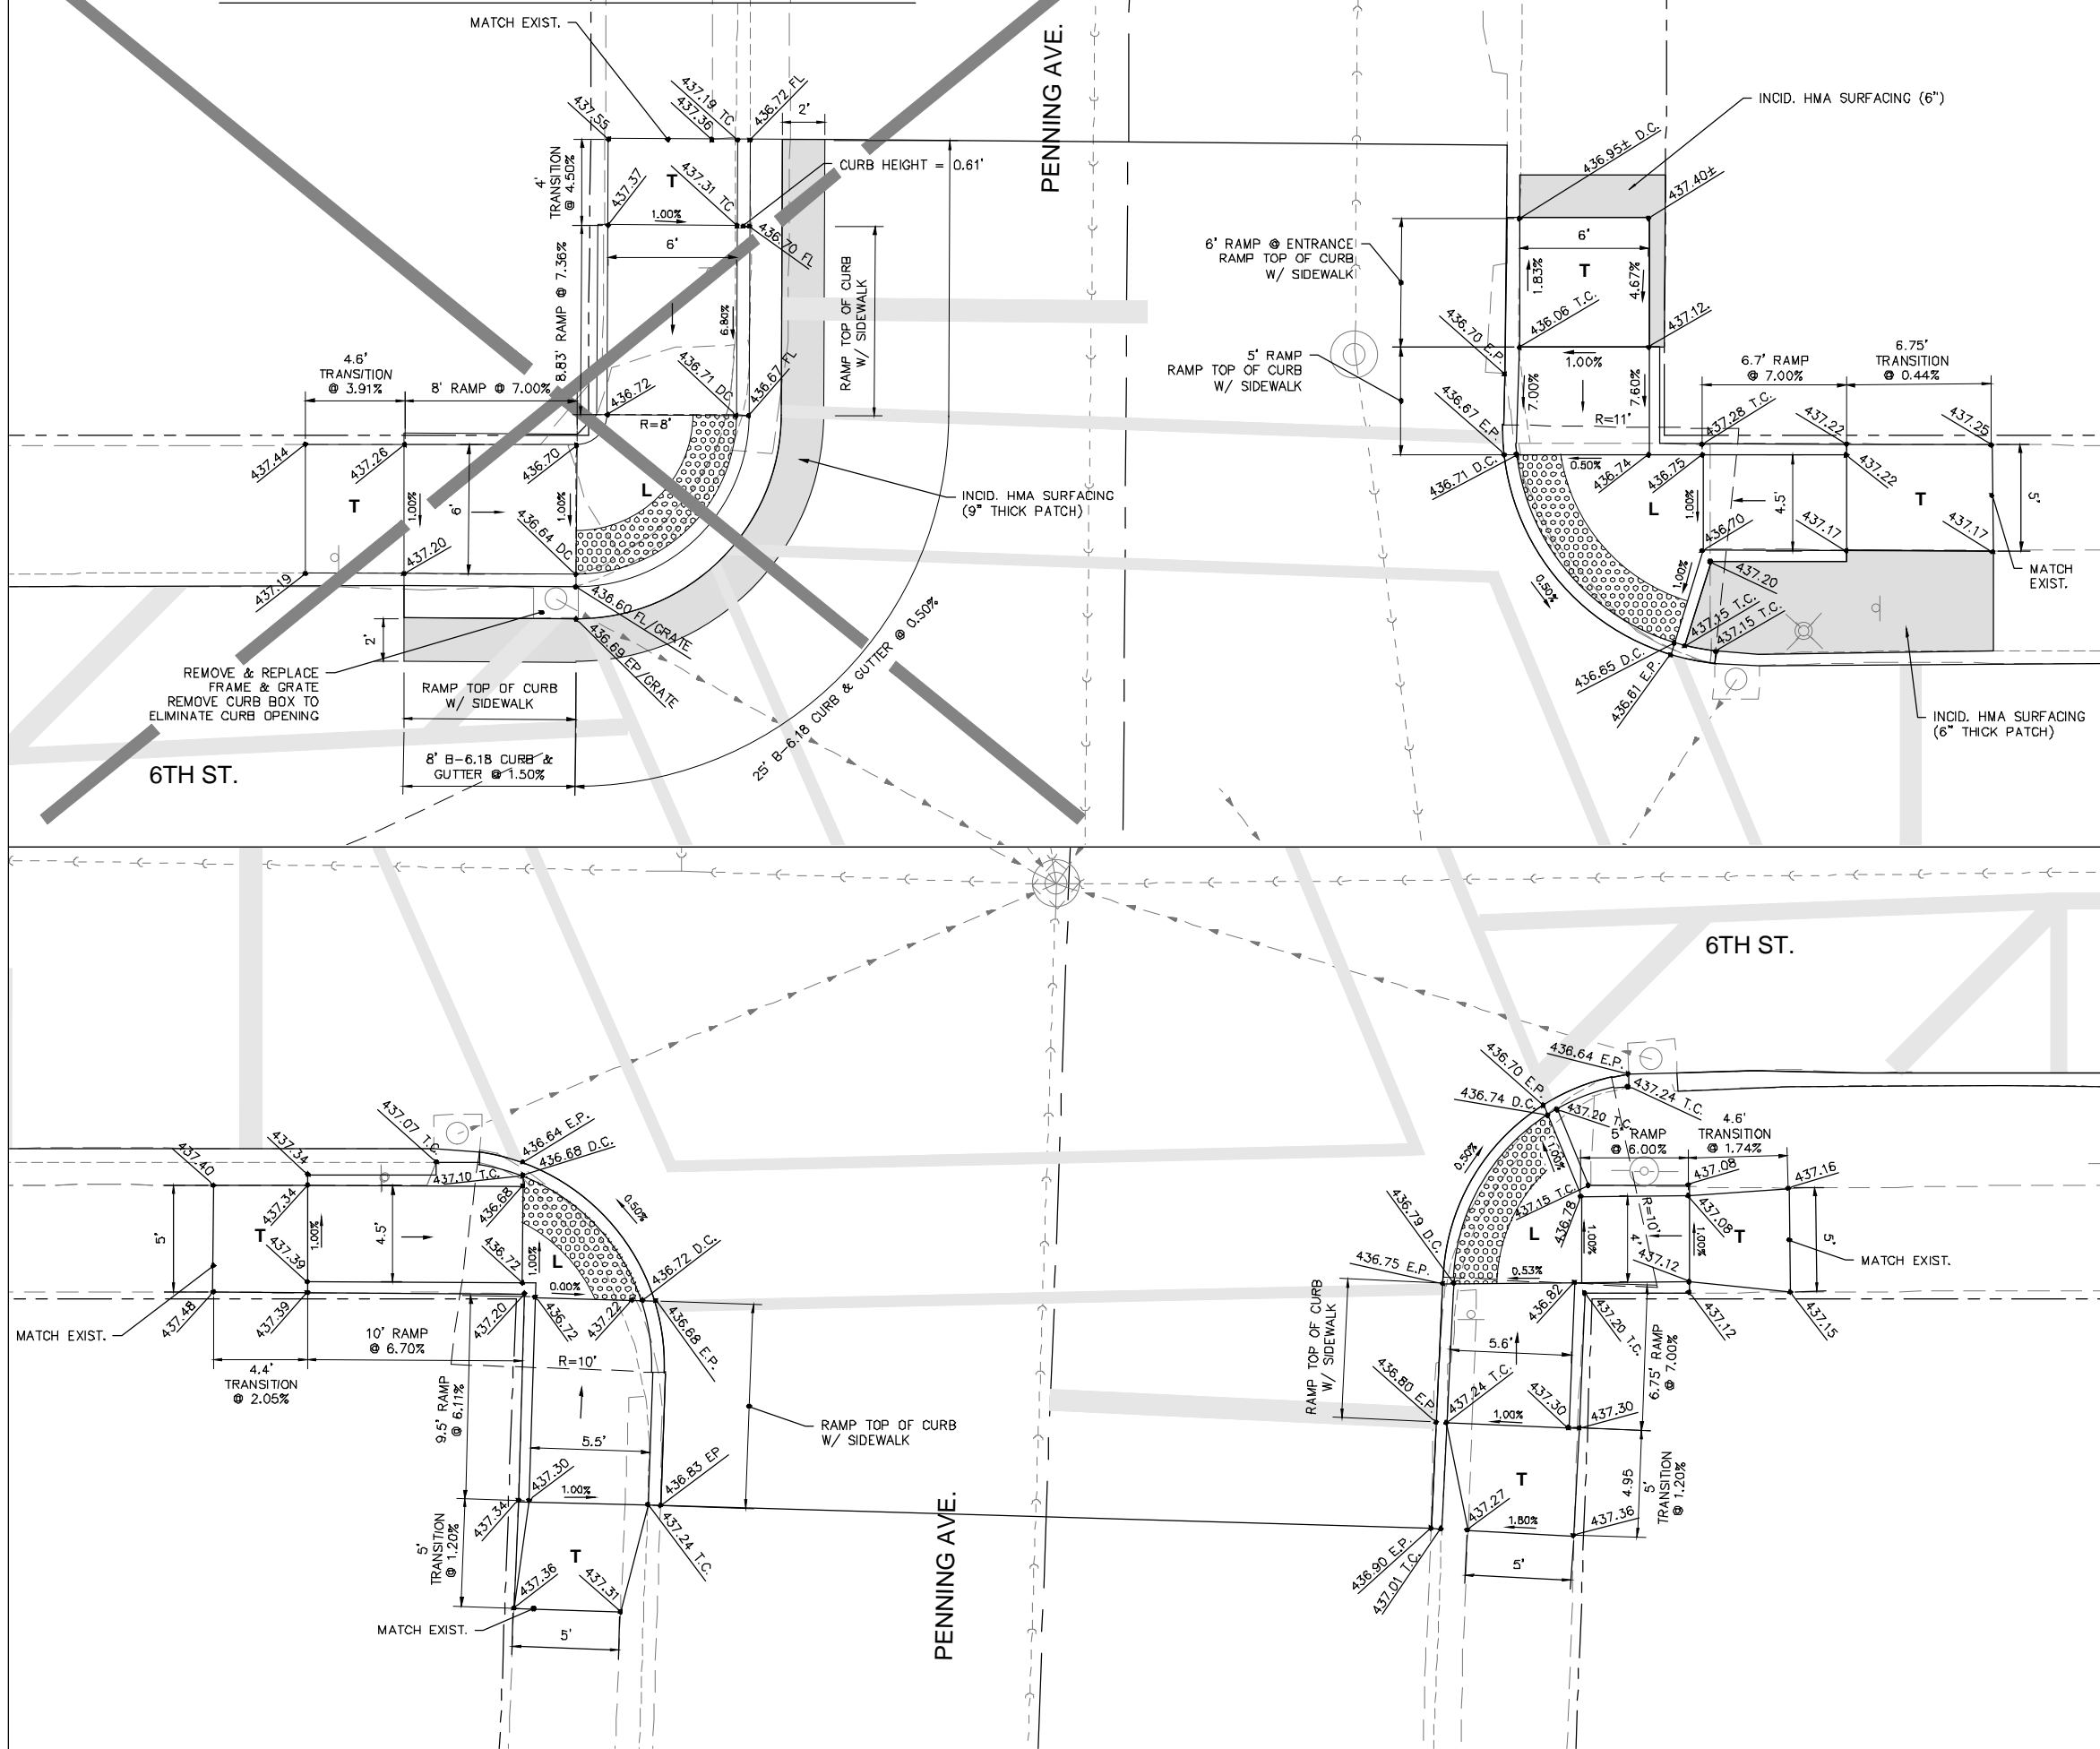 MATCH EXIST.
437.55
437.19 TC
437.36
436.72 FL
2'
CURB HEIGHT = 0.61'
4'
TRANSITION
@ 4.50%
437.37
T
437.31 TC
1.00%
6'
436.70 FL
8.83' RAMP @ 7.36%
6.80%
RAMP TOP OF CURB
W/ SIDEWALK
4.6'
TRANSITION
@ 3.91%
8' RAMP @ 7.00%
436.72
436.71 DC
436.67 FL
R=8'
437.44
437.26
436.70
T
1.00%
6'
1.00%
L
436.64 DC
437.20
437.19
INCID. HMA SURFACING
(9" THICK PATCH)
436.60 FL/GRATE
436.69 EP/GRATE
2'
REMOVE & REPLACE
FRAME & GRATE
REMOVE CURB BOX TO
ELIMINATE CURB OPENING
RAMP TOP OF CURB
W/ SIDEWALK
8' B-6.18 CURB &
GUTTER @ 1.50%
25' B-6.18 CURB & GUTTER @ 0.50%
6TH ST.
PENNING AVE.
INCID. HMA SURFACING (6")
436.95± D.C.
437.40±
6' RAMP @ ENTRANCE
RAMP TOP OF CURB
W/ SIDEWALK
6'
1.83%
T
4.67%
436.06 T.C.
437.12
436.70 E.P.
5' RAMP
RAMP TOP OF CURB
W/ SIDEWALK
1.00%
7.00%
7.60%
R=11'
6.7' RAMP
@ 7.00%
6.75'
TRANSITION
@ 0.44%
436.67 E.P.
437.28 T.C.
437.22
437.25
436.71 D.C.
0.50%
436.74
436.75
437.22
L
1.00%
4.5'
T
5'
436.70
437.17
437.17
MATCH
EXIST.
0.50%
1.00%
437.20
437.15 T.C.
437.15 T.C.
436.65 D.C.
436.61 E.P.
INCID. HMA SURFACING
(6" THICK PATCH)
6TH ST.
437.07 T.C.
436.64 E.P.
436.68 D.C.
437.40
437.34
437.10 T.C.
437.34
436.68
0.50%
5'
T
1.00%
4.5'
437.39
436.72
1.00%
L
0.00%
436.72 D.C.
MATCH EXIST.
437.48
437.39
437.20
436.72
437.22
436.68 E.P.
10' RAMP
@ 6.70%
4.4'
TRANSITION
@ 2.05%
R=10'
9.5' RAMP
@ 6.11%
RAMP TOP OF CURB
W/ SIDEWALK
5.5'
437.30
1.00%
436.83 EP
437.34
437.24 T.C.
5'
TRANSITION
@ 1.20%
T
437.36
437.31
MATCH EXIST.
5'
PENNING AVE.
436.70 E.P.
436.64 E.P.
436.74 D.C.
437.20 T.C.
437.24 T.C.
5' RAMP
@ 6.00%
4.6'
TRANSITION
@ 1.74%
0.50%
1.00%
437.08
437.16
437.15 T.C.
436.78
R=10'
437.08
436.79 D.C.
L
1.00%
4'
1.00%
T
5'
MATCH EXIST.
436.75 E.P.
0.53%
437.12
436.82
437.20 T.C.
437.12
437.15
RAMP TOP OF CURB
W/ SIDEWALK
5.6'
6.75' RAMP
@ 7.00%
436.80 E.P.
437.24 T.C.
437.30
437.30
1.00%
T
4.95
5'
TRANSITION
@ 1.20%
437.27
1.80%
437.36
436.90 E.P.
437.01 T.C.
5'